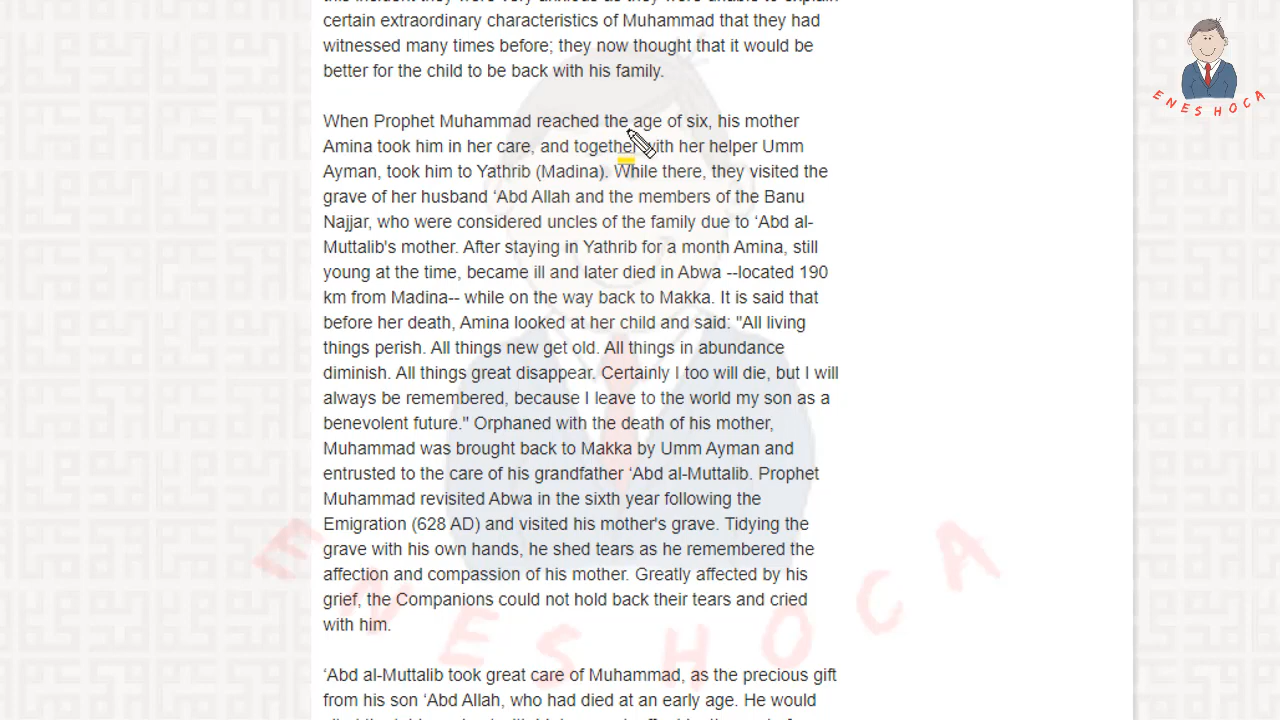 certain extraordinary characteristics of Muhammad that they had
witnessed many times before; they now thought that it would be
better for the child to be back with his family.
When Prophet Muhammad reached the age of six, his mother
Amina took him in her care, and together with her helper Umm
Ayman, took him to Yathrib (Madina). While there, they visited the
grave of her husband ‘Abd Allah and the members of the Banu
Najjar, who were considered uncles of the family due to ‘Abd al-
Muttalib's mother. After staying in Yathrib for a month Amina, still
young at the time, became ill and later died in Abwa --located 190
km from Madina-- while on the way back to Makka. It is said that
before her death, Amina looked at her child and said: "All living
things perish. All things new get old. All things in abundance
diminish. All things great disappear. Certainly I too will die, but I will
always be remembered, because I leave to the world my son as a
benevolent future." Orphaned with the death of his mother,
Muhammad was brought back to Makka by Umm Ayman and
entrusted to the care of his grandfather ‘Abd al-Muttalib. Prophet
Muhammad revisited Abwa in the sixth year following the
Emigration (628 AD) and visited his mother's grave. Tidying the
grave with his own hands, he shed tears as he remembered the
affection and compassion of his mother. Greatly affected by his
grief, the Companions could not hold back their tears and cried
with him.
‘Abd al-Muttalib took great care of Muhammad, as the precious gift
from his son ‘Abd Allah, who had died at an early age. He would
ENES HOCA
ENES HOCA